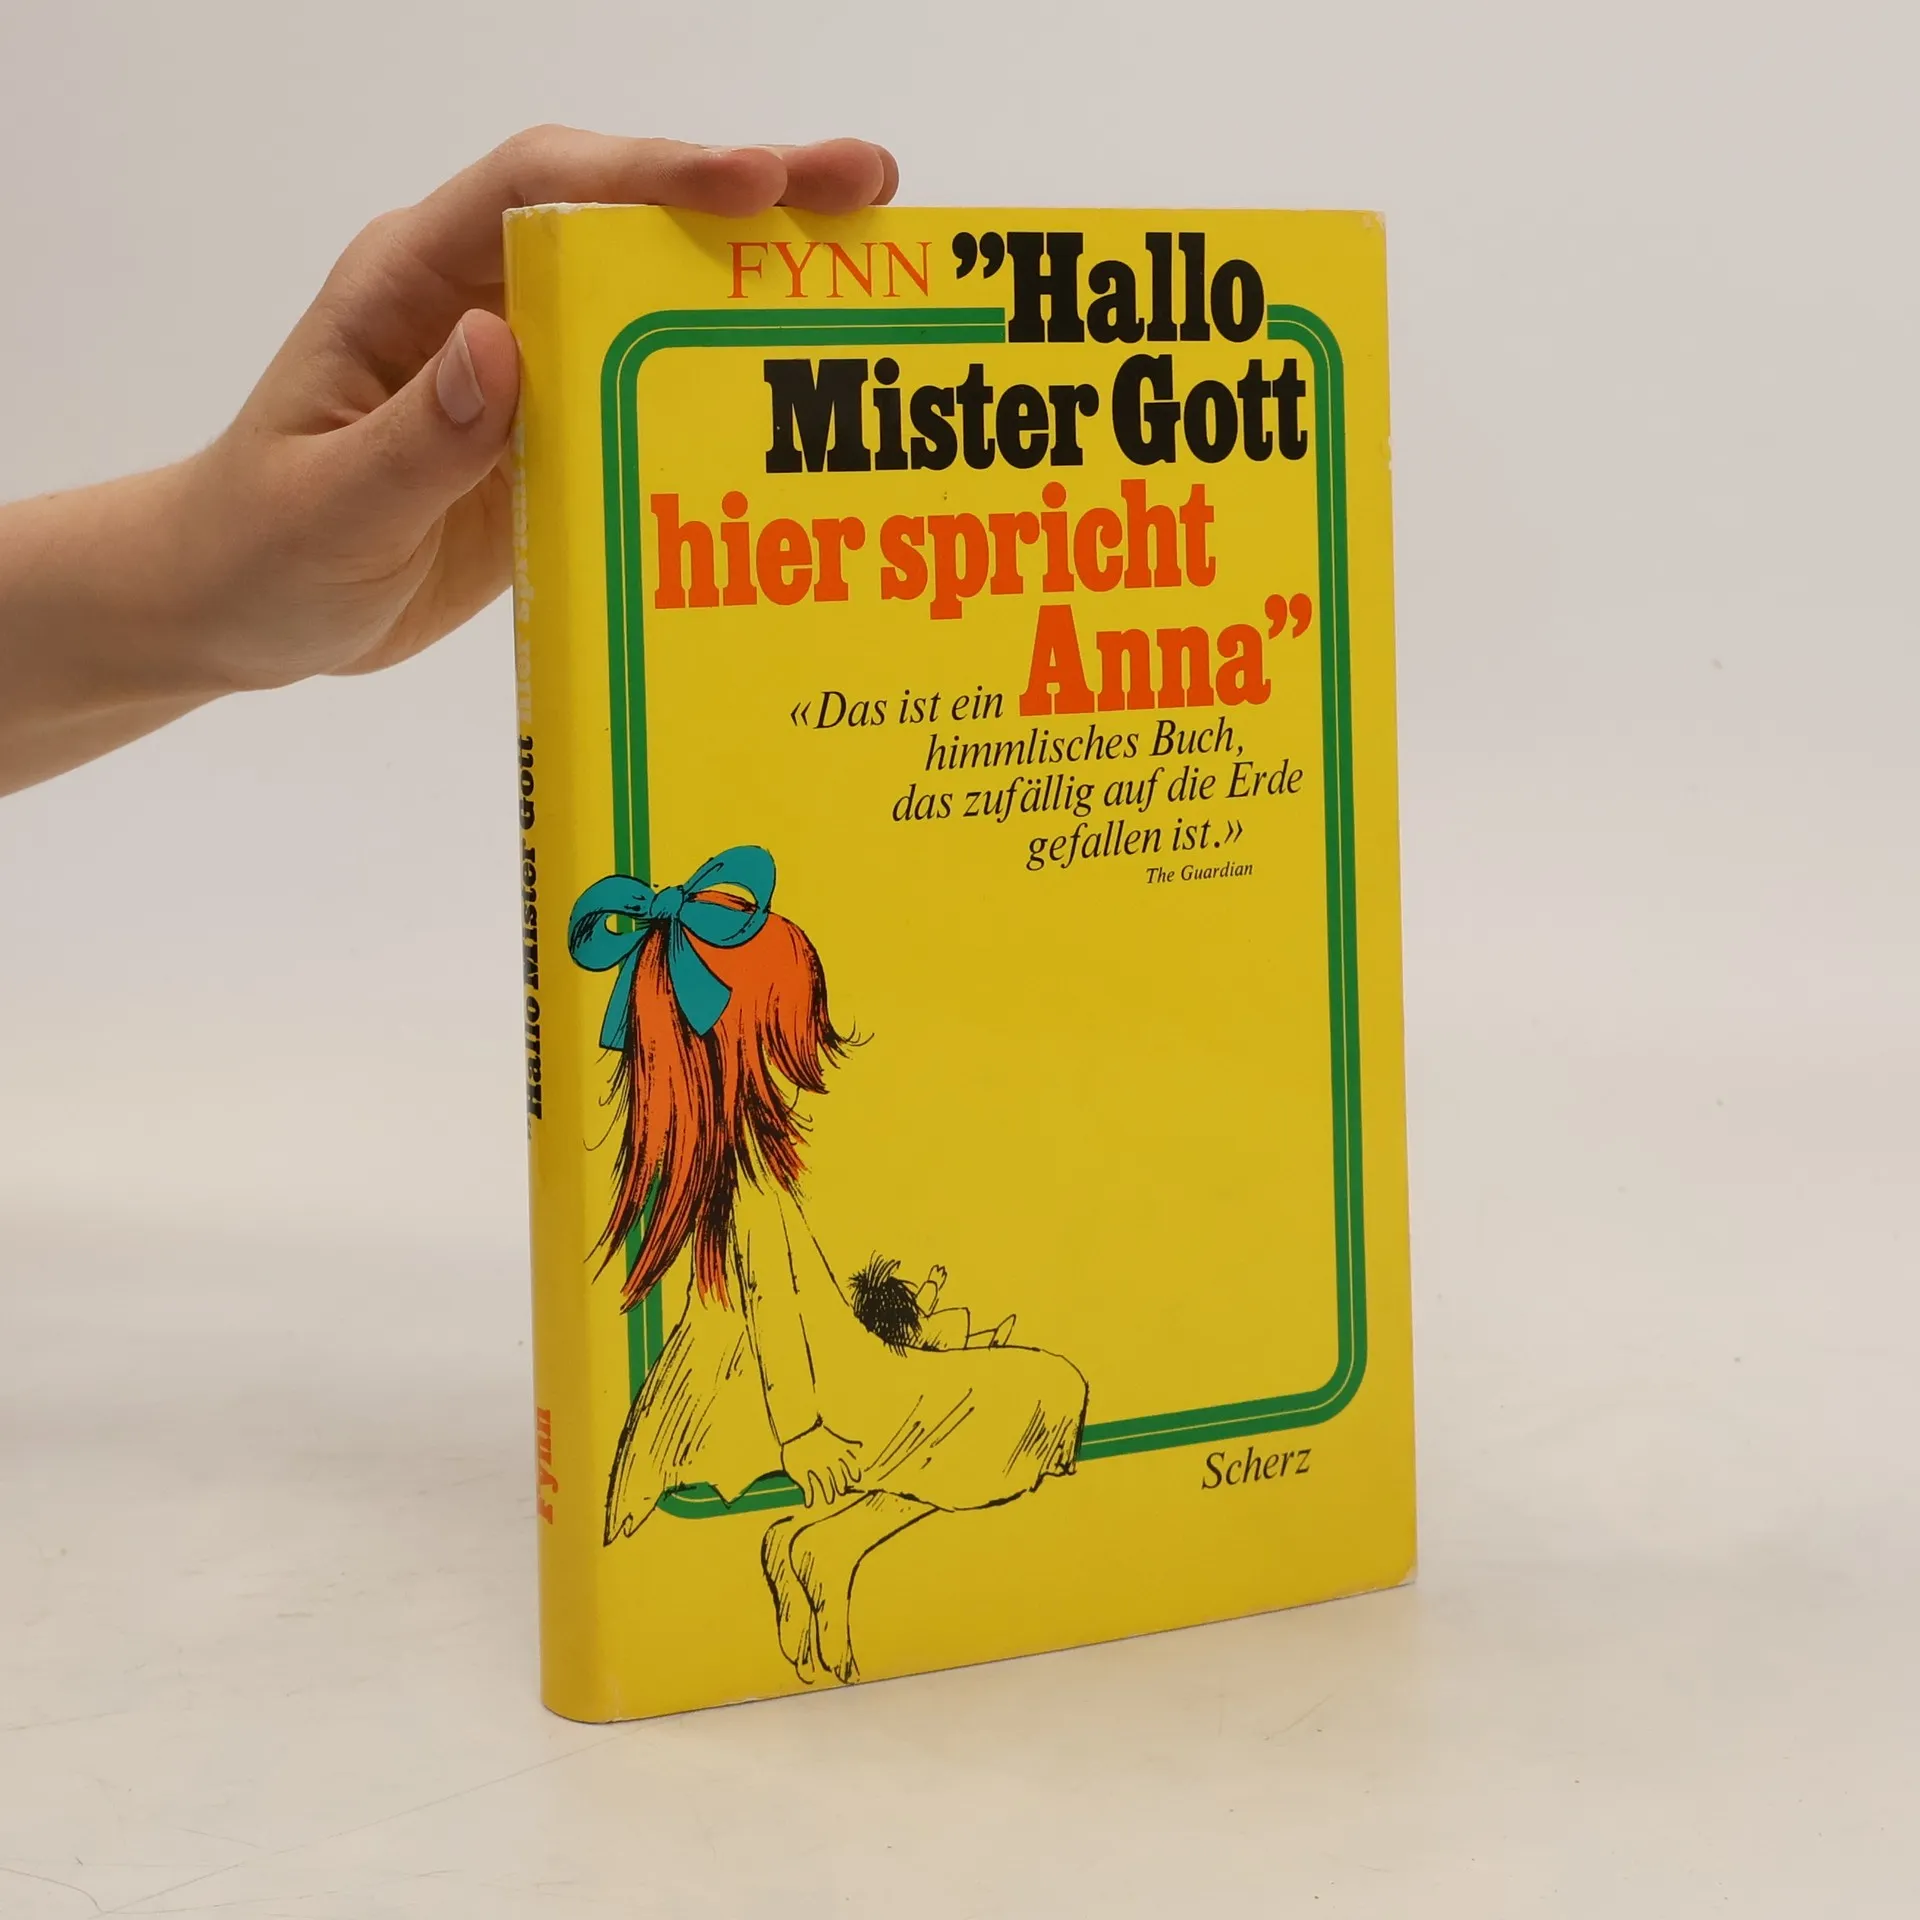 FYNN ”Hallo
Mister Gott
hier spricht
Anna”
«Das ist ein
himmlisches Buch,
das zufällig auf die Erde
gefallen ist.»
The Guardian
Scherz
”Hallo Mister Gott hier spricht
Fynn